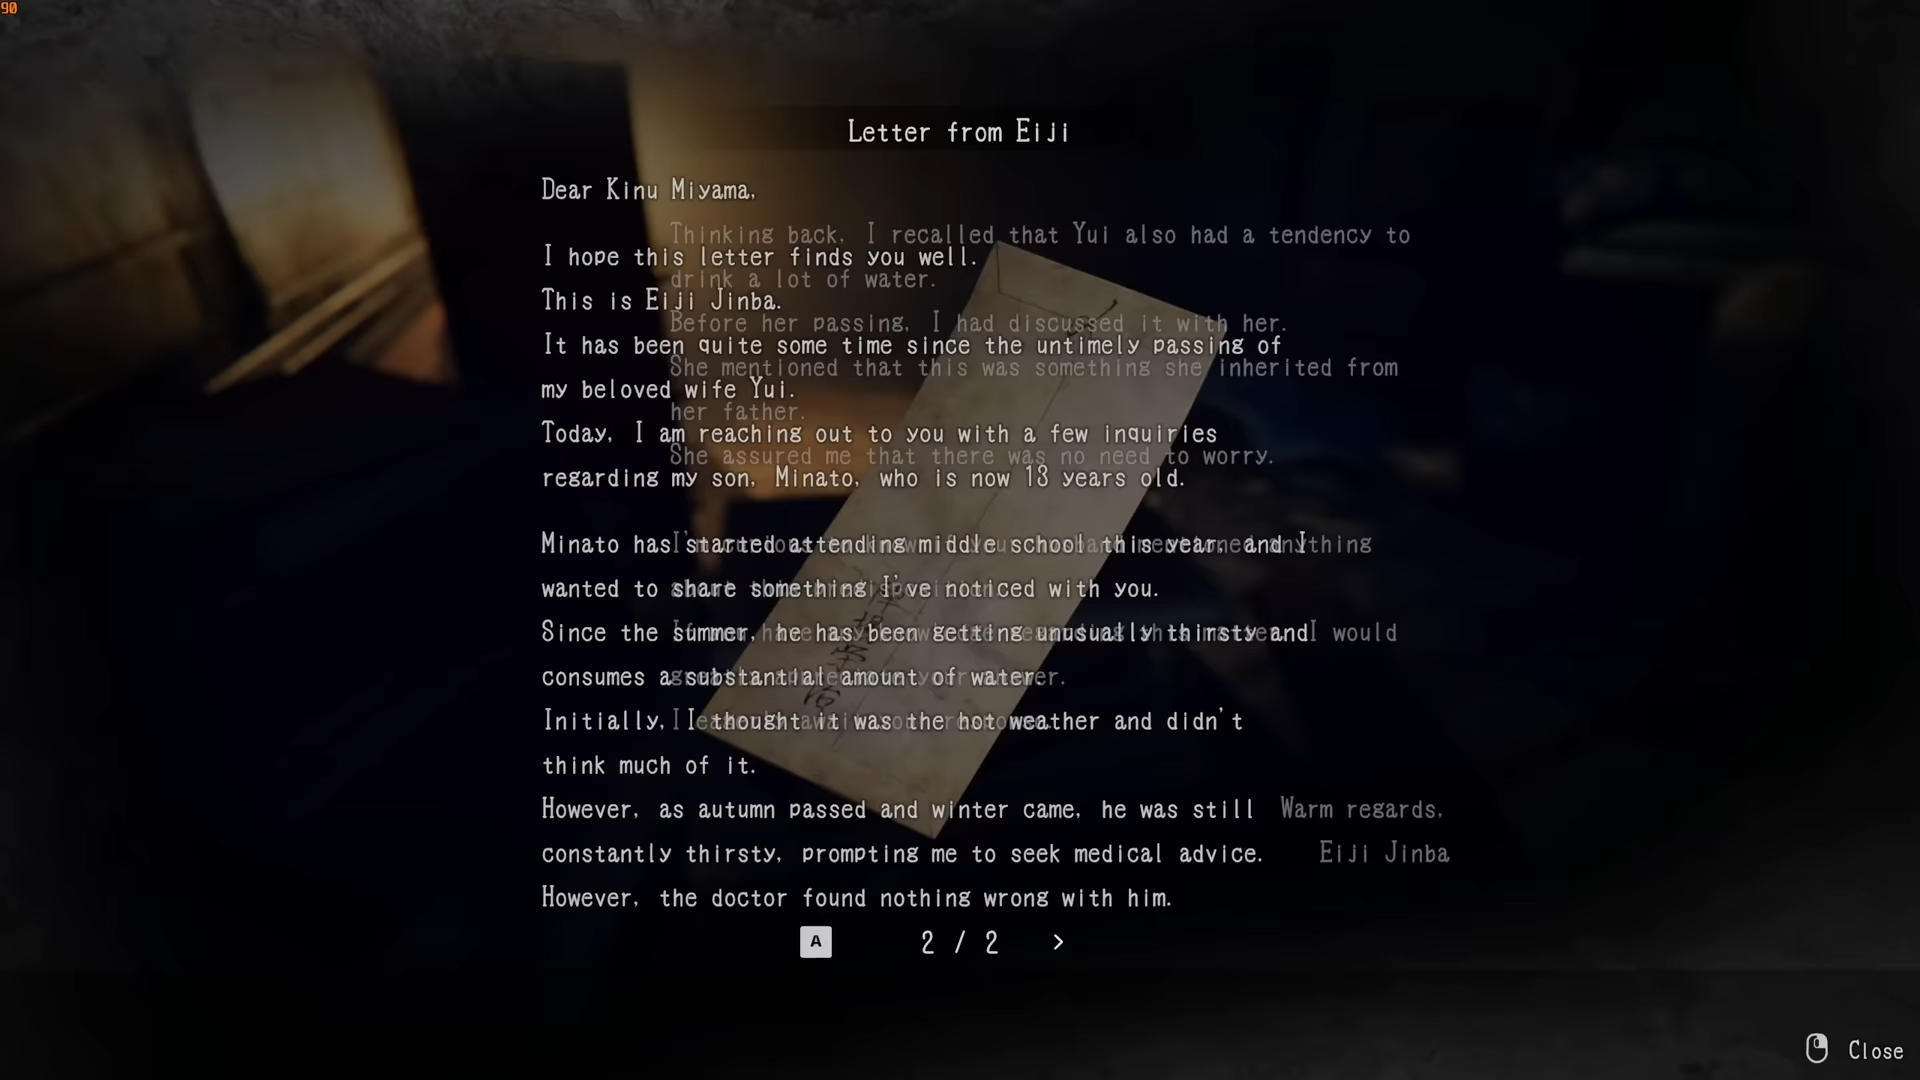 90
Letter from Eiji
Dear Kinu Miyama,
I hope this letter finds you well.
This is Eiji Jinba.
It has been quite some time since the untimely passing of
my beloved wife Yui.
Today, I am reaching out to you with a few inquiries
regarding my son, Minato, who is now 13 years old.
Minato has started attending middle school this year, and I
wanted to share something I've noticed with you.
Since the summer, he has been getting unusually thirsty and
consumes a substantial amount of water.
Initially, I thought it was the hot weather and didn't
think much of it.
However, as autumn passed and winter came, he was still
constantly thirsty, prompting me to seek medical advice.
However, the doctor found nothing wrong with him.
Thinking back, I recalled that Yui also had a tendency to
drink a lot of water.
Before her passing, I had discussed it with her.
She mentioned that this was something she inherited from
her father.
She assured me that there was no need to worry.
anything
I would
Warm regards,
Eiji Jinba
A 2 / 2 >
Close